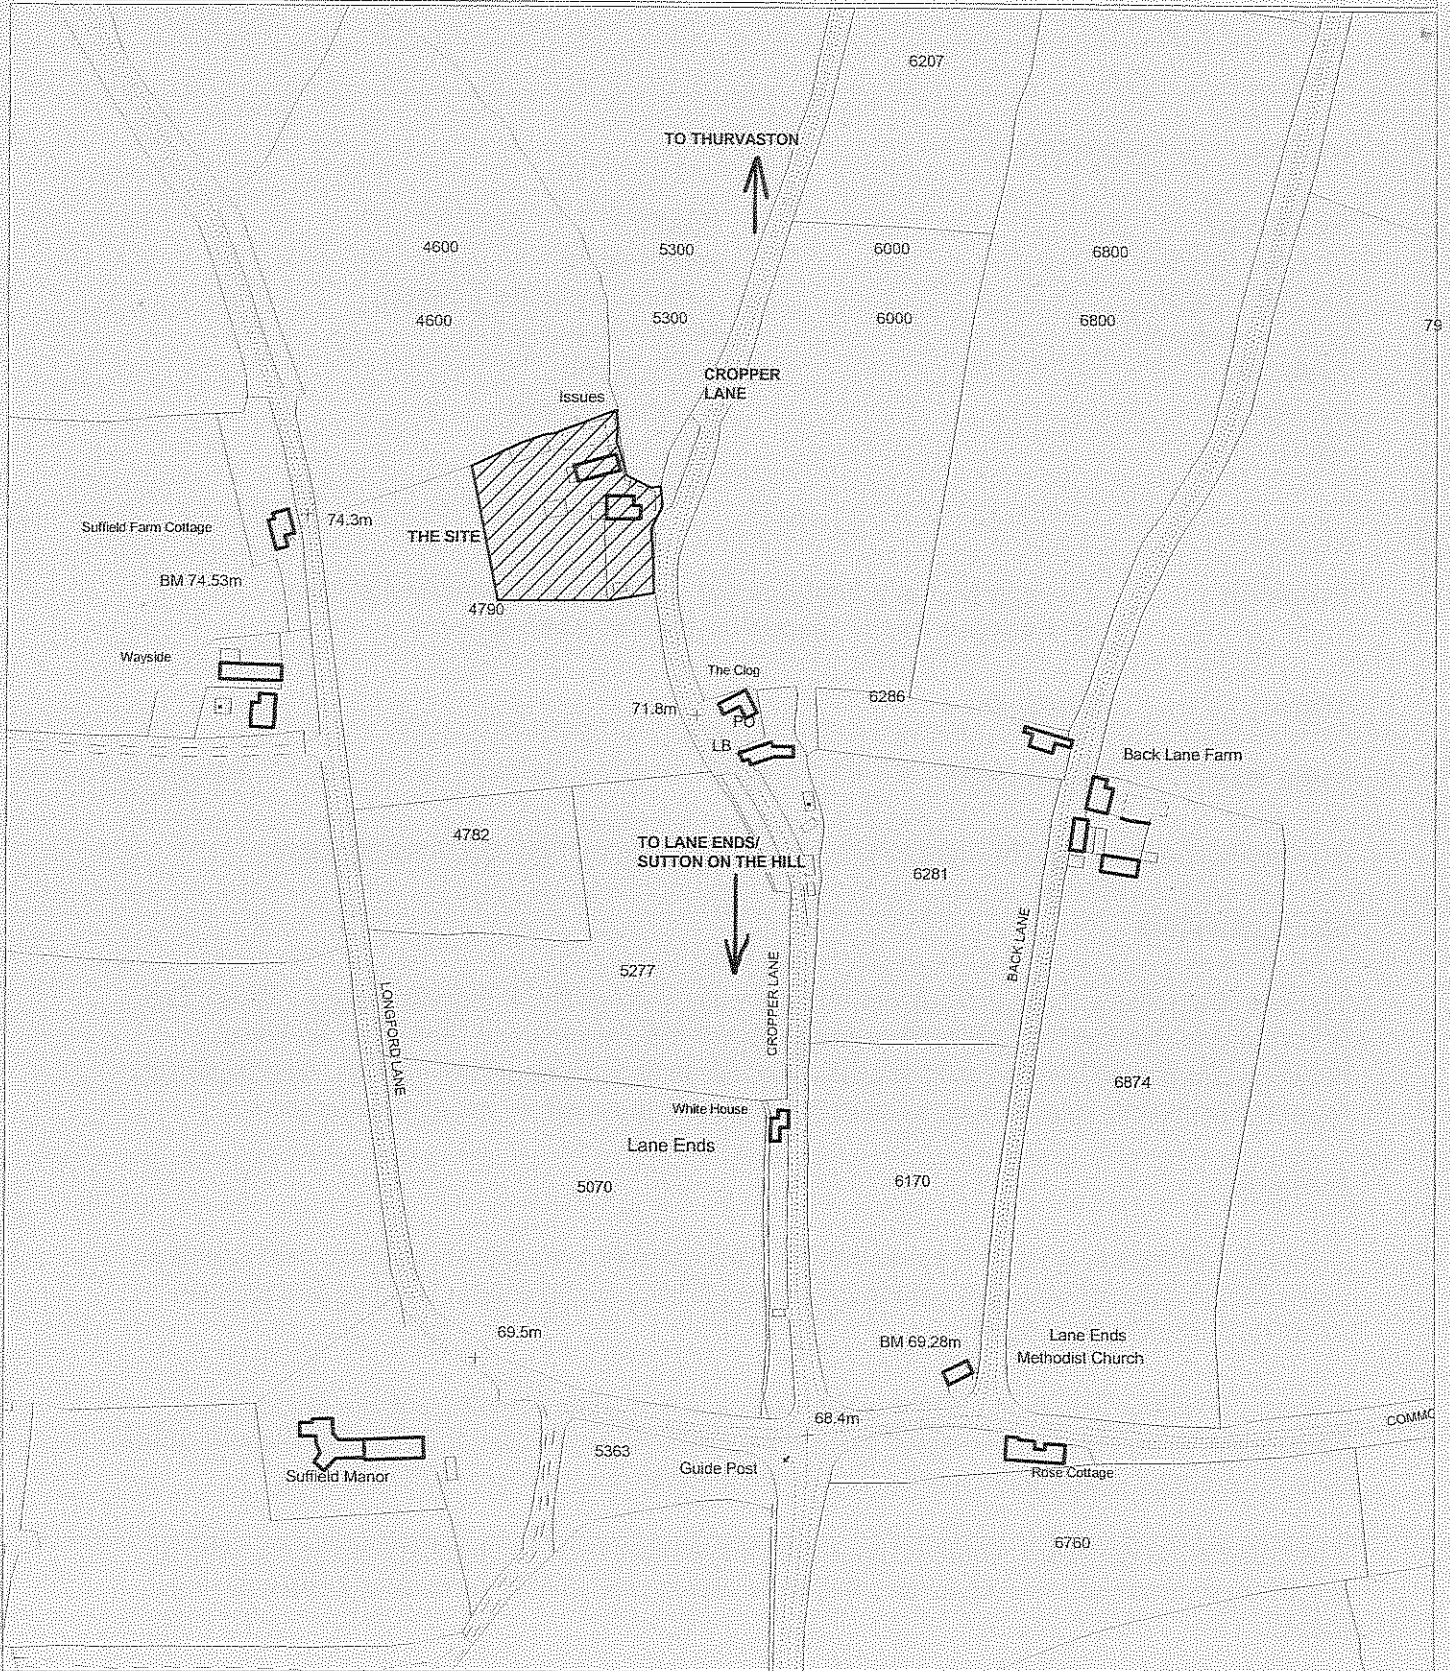 6207
TO THURVASTON
4600
5300
6000
6800
4600
5300
6000
6800
79
CROPPER
LANE
Issues
Suffield Farm Cottage
74.3m
THE SITE
BM 74.53m
4790
Wayside
The Clog
6286
71.8m
PO
LB
Back Lane Farm
4782
TO LANE ENDS/
SUTTON ON THE HILL
6281
BACK LANE
5277
CROPPER LANE
LONGFORD LANE
6874
White House
Lane Ends
5070
6170
69.5m
BM 69.28m
Lane Ends
Methodist Church
68.4m
COMMO
5363
Guide Post
Suffield Manor
Rose Cottage
6760